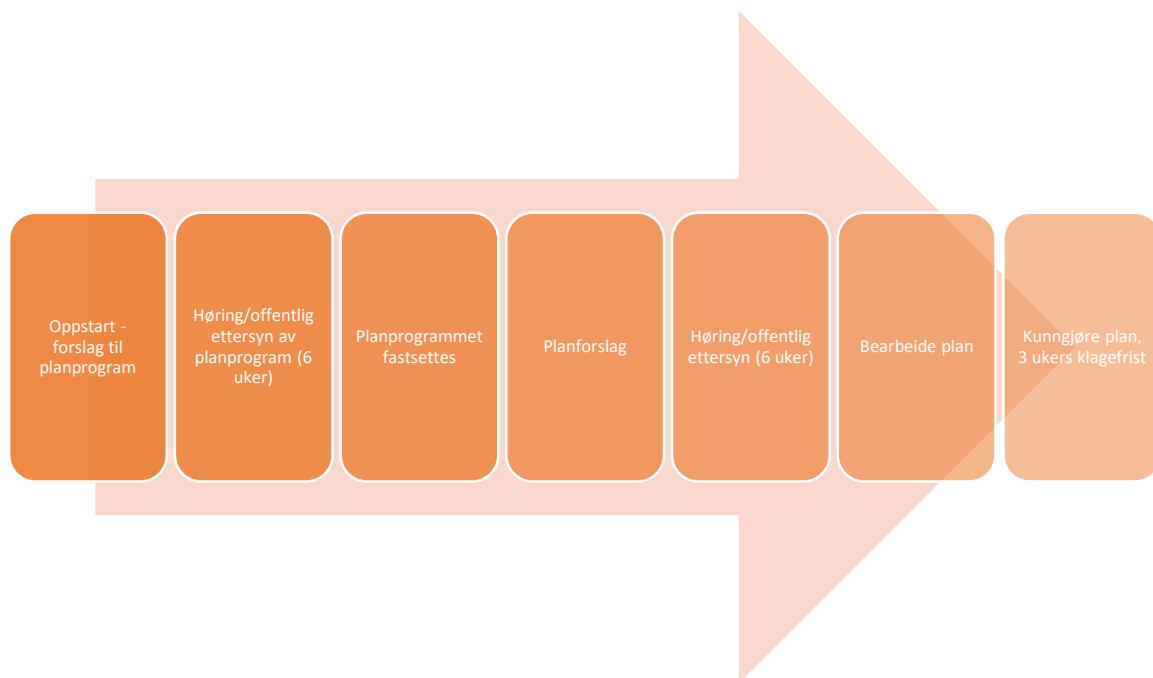 Oppstart -
forslag til
planprogram
Høring/offentlig
ettersyn av
planprogram (6
uker)
Planprogrammet
fastsettes
Planforslag
Høring/offentlig
ettersyn (6 uker)
Bearbeide plan
Kunngjøre plan,
3 ukers klagefrist